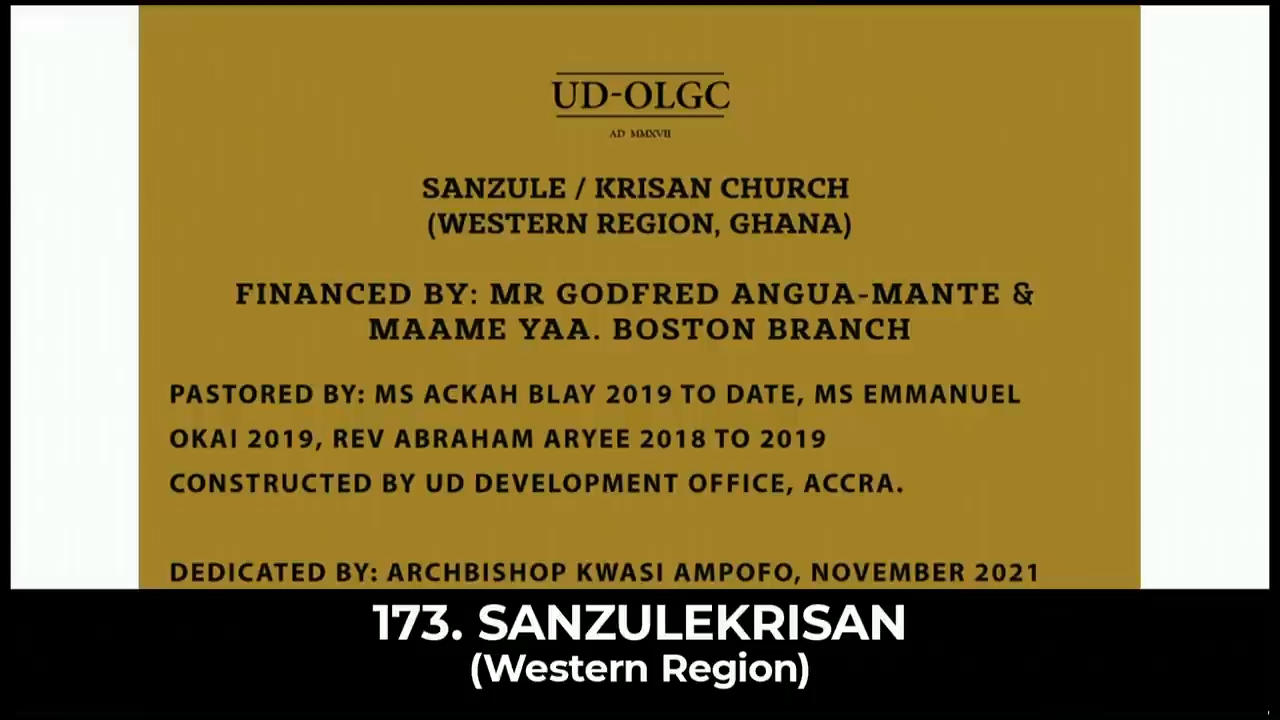 UD-OLGC
AD MMXVII
SANZULE / KRISAN CHURCH
(WESTERN REGION, GHANA)
FINANCED BY: MR GODFRED ANGUA-MANTE &
MAAME YAA. BOSTON BRANCH
PASTORED BY: MS ACKAH BLAY 2019 TO DATE, MS EMMANUEL
OKAI 2019, REV ABRAHAM ARYEE 2018 TO 2019
CONSTRUCTED BY UD DEVELOPMENT OFFICE, ACCRA.
DEDICATED BY: ARCHBISHOP KWASI AMPOFO, NOVEMBER 2021
173. SANZULEKRISAN
(Western Region)